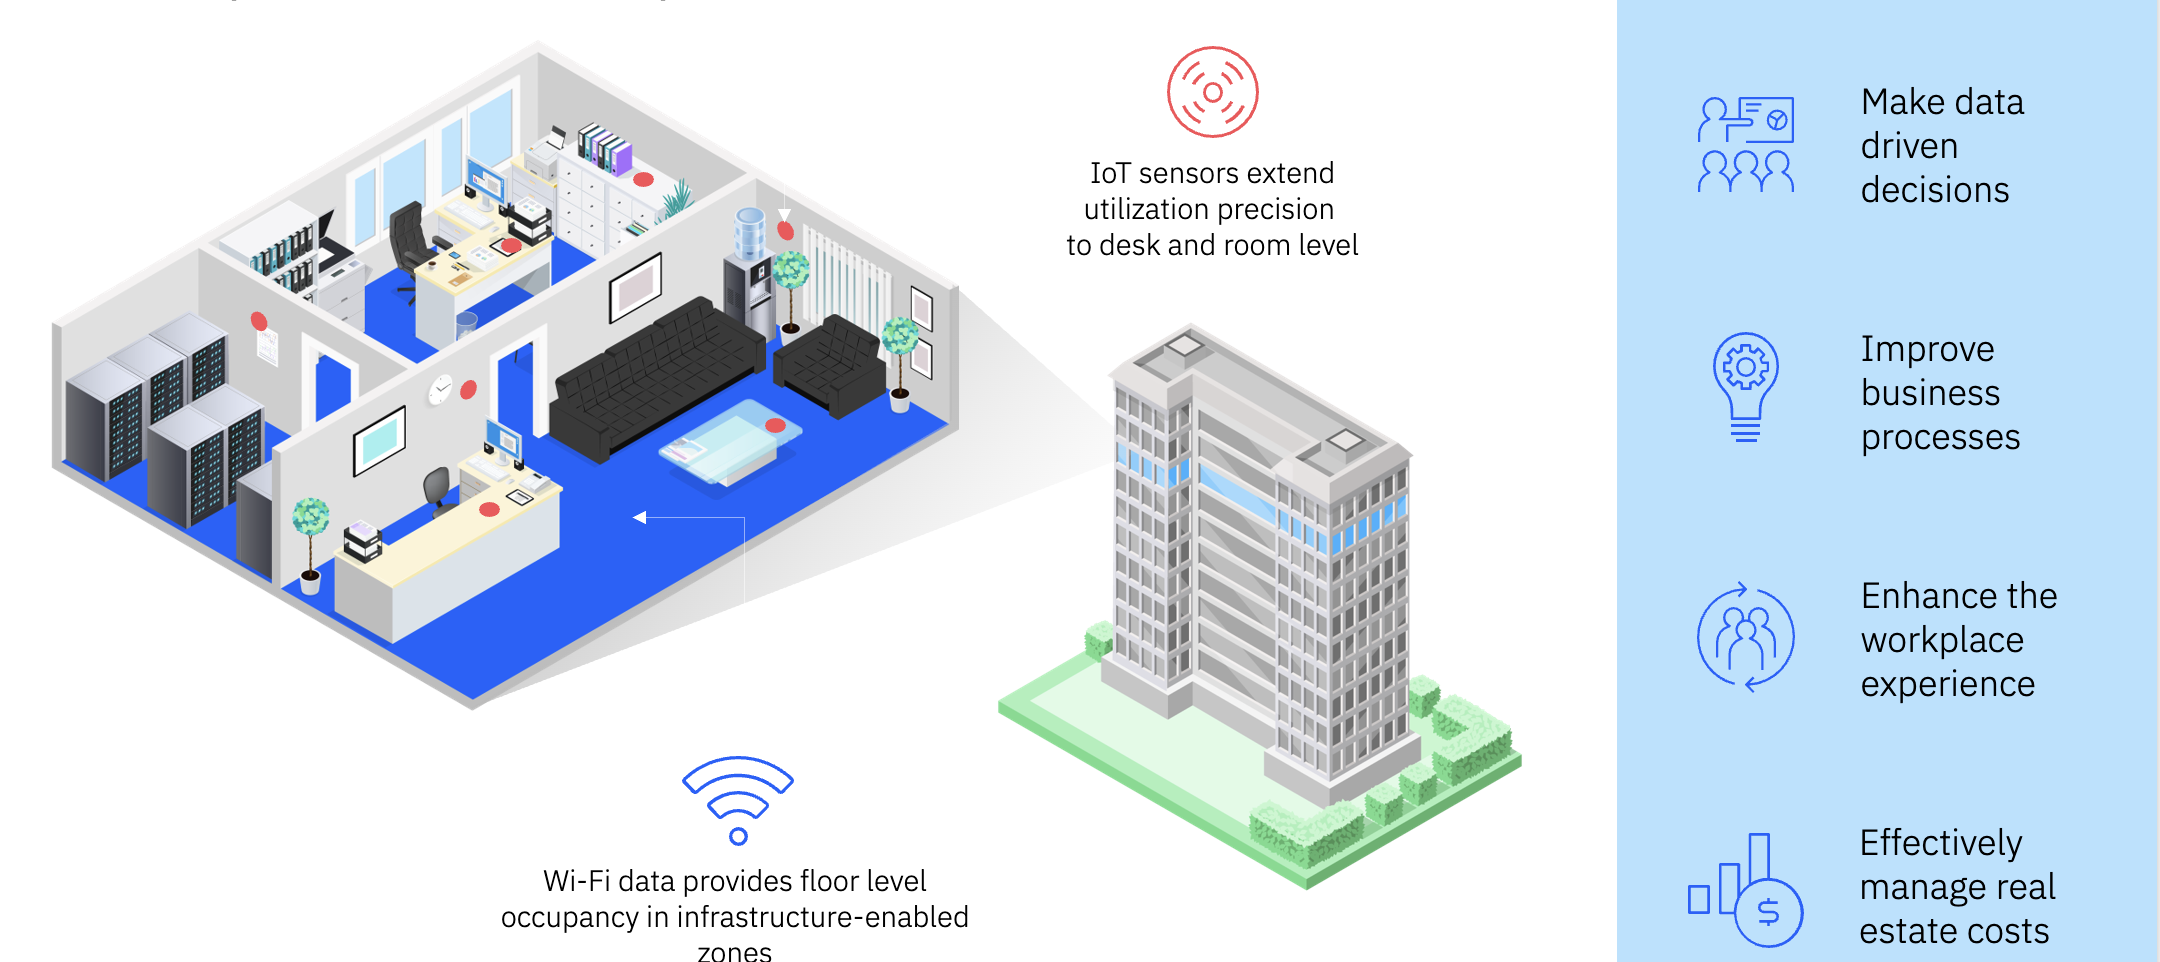 IoT sensors extend
utilization precision
to desk and room level
Wi-Fi data provides floor level
occupancy in infrastructure-enabled
zones
Make data
driven
decisions
Improve
business
processes
Enhance the
workplace
experience
Effectively
manage real
estate costs
$